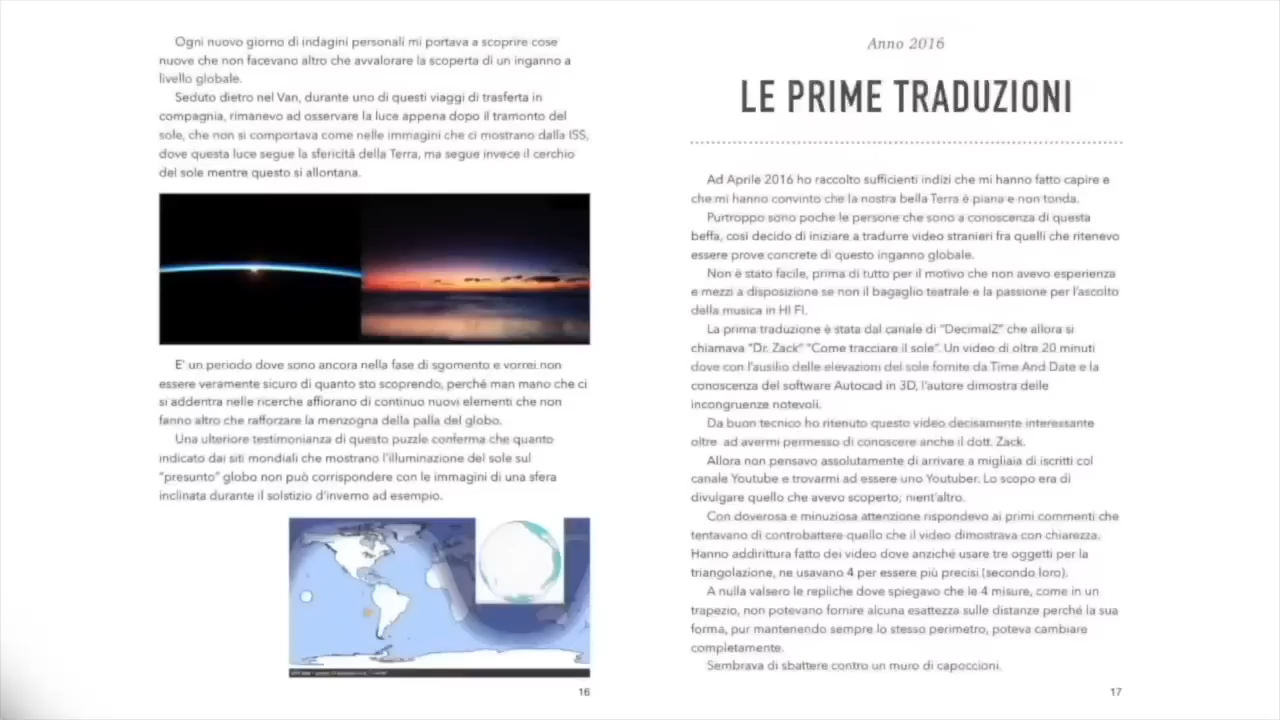 Ogni nuovo giorno di indagini personali mi portava a scoprire cose
nuove che non facevano altro che avvalorare la scoperta di un inganno a
livello globale.
Seduto dietro nel Van, durante uno di questi viaggi di trasferta in
compagnia, rimanevo ad osservare la luce appena dopo il tramonto del
sole, che non si comportava come nelle immagini che ci mostrano dalla ISS,
dove questa luce segue la sfericità della Terra, ma segue invece il cerchio
del sole mentre questo si allontana.
E' un periodo dove sono ancora nella fase di sgomento e vorrei non
essere veramente sicuro di quanto sto scoprendo, perché man mano che ci
si addentra nelle ricerche affiorano di continuo nuovi elementi che non
fanno altro che rafforzare la menzogna della palla del globo.
Una ulteriore testimonianza di questo puzzle conferma che quanto
indicato dai siti mondiali che mostrano l'illuminazione del sole sul
"presunto" globo non può corrispondere con le immagini di una sfera
inclinata durante il solstizio d'inverno ad esempio.
16
Anno 2016
LE PRIME TRADUZIONI
Ad Aprile 2016 ho raccolto sufficienti indizi che mi hanno fatto capire e
che mi hanno convinto che la nostra bella Terra è piana e non tonda.
Purtroppo sono poche le persone che sono a conoscenza di questa
beffa, così decido di iniziare a tradurre video stranieri fra quelli che ritenevo
essere prove concrete di questo inganno globale.
Non è stato facile, prima di tutto per il motivo che non avevo esperienza
e mezzi a disposizione se non il bagaglio teatrale e la passione per l'ascolto
della musica in HI FI.
La prima traduzione è stata dal canale di "DecimalZ" che allora si
chiamava "Dr. Zack" "Come tracciare il sole". Un video di oltre 20 minuti
dove con l'ausilio delle elevazioni del sole fornite da Time And Date e la
conoscenza del software Autocad in 3D, l'autore dimostra delle
incongruenze notevoli.
Da buon tecnico ho ritenuto questo video decisamente interessante
oltre ad avermi permesso di conoscere anche il dott. Zack.
Allora non pensavo assolutamente di arrivare a migliaia di iscritti col
canale Youtube e trovarmi ad essere uno Youtuber. Lo scopo era di
divulgare quello che avevo scoperto, nient'altro.
Con doverosa e minuziosa attenzione rispondevo ai primi commenti che
tentavano di controbattere quello che il video dimostrava con chiarezza.
Hanno addirittura fatto dei video dove anziché usare tre oggetti per la
triangolazione, ne usavano 4 per essere più precisi (secondo loro).
A nulla valsero le repliche dove spiegavo che le 4 misure, come in un
trapezio, non potevano fornire alcuna esattezza sulle distanze perché la sua
forma, pur mantenendo sempre lo stesso perimetro, poteva cambiare
completamente.
Sembrava di sbattere contro un muro di capoccioni.
17